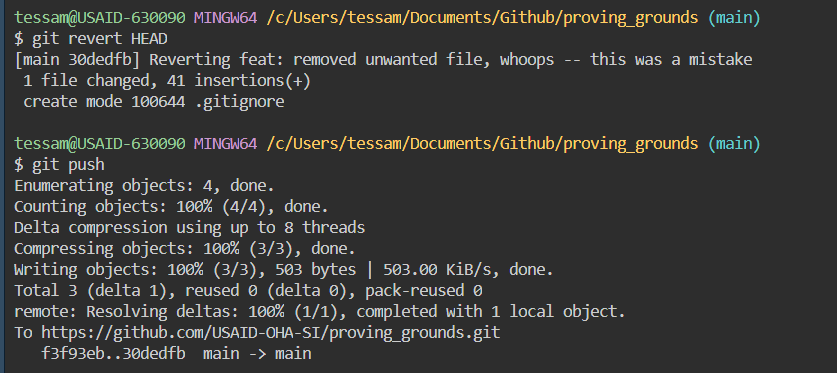 tessam@USAID-630090 MINGW64 /c/Users/tessam/Documents/Github/proving_grounds (main)
$ git revert HEAD
[main 30dedfb] Reverting feat: removed unwanted file, whoops -- this was a mistake
 1 file changed, 41 insertions(+)
 create mode 100644 .gitignore

tessam@USAID-630090 MINGW64 /c/Users/tessam/Documents/Github/proving_grounds (main)
$ git push
Enumerating objects: 4, done.
Counting objects: 100% (4/4), done.
Delta compression using up to 8 threads
Compressing objects: 100% (3/3), done.
Writing objects: 100% (3/3), 503 bytes | 503.00 KiB/s, done.
Total 3 (delta 1), reused 0 (delta 0), pack-reused 0
remote: Resolving deltas: 100% (1/1), completed with 1 local object.
To https://github.com/USAID-OHA-SI/proving_grounds.git
   f3f93eb..30dedfb  main -> main